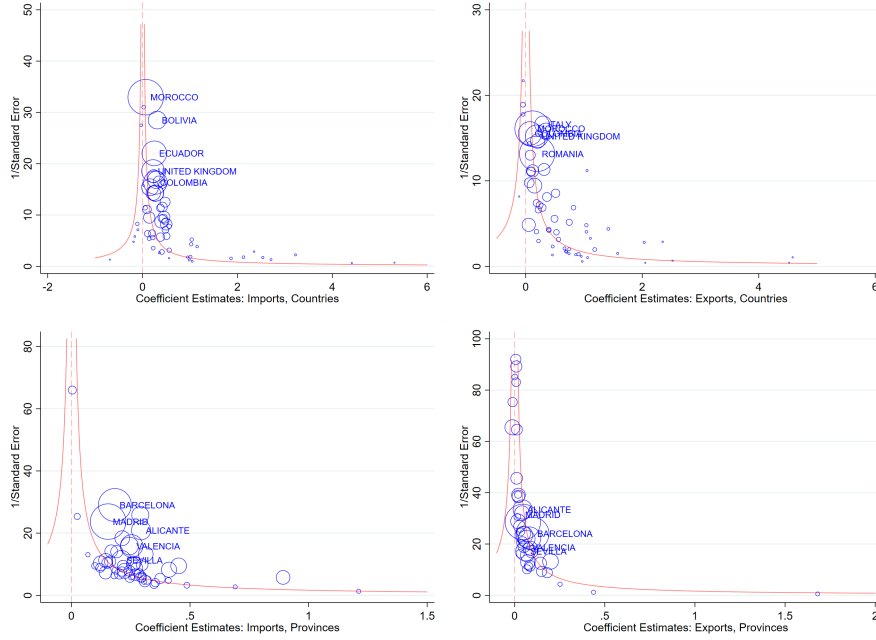 50
40
30
20
10
0
1/Standard Error
MOROCCO
BOLIVIA
ECUADOR
UNITED KINGDOM
COLOMBIA
-2
0
2
4
6
Coefficient Estimates: Imports, Countries
30
20
10
0
1/Standard Error
ITALY
MOROCCO
COLOMBIA
UNITED KINGDOM
ROMANIA
0
2
4
6
Coefficient Estimates: Exports, Countries
80
60
40
20
0
1/Standard Error
BARCELONA
MADRID
ALICANTE
VALENCIA
SEVILLA
0
.5
1
1.5
Coefficient Estimates: Imports, Provinces
100
80
60
40
20
0
1/Standard Error
ALICANTE
MADRID
BARCELONA
VALENCIA
SEVILLA
0
.5
1
1.5
2
Coefficient Estimates: Exports, Provinces